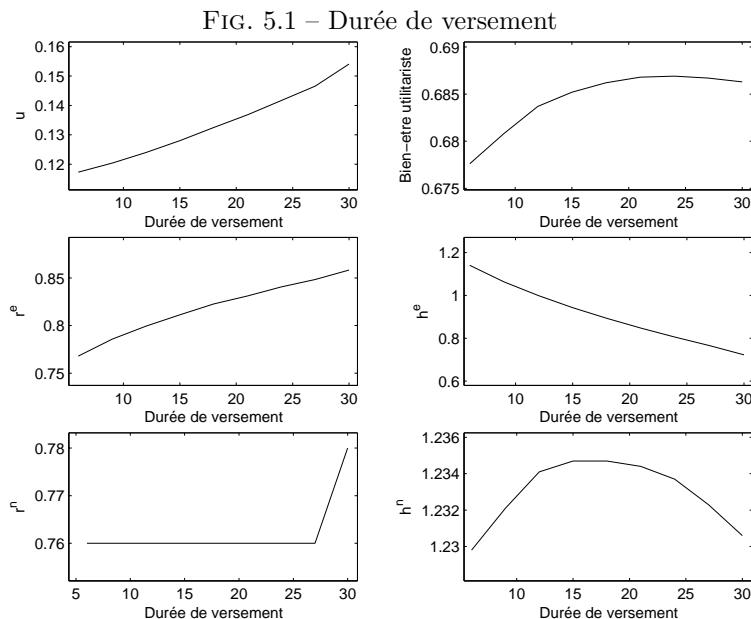 FIG. 5.1 – Durée de versement
0.16
0.15
0.14
0.13
0.12
u
10 15 20 25 30
Durée de versement
0.69
0.685
0.68
0.675
Bien−etre utilitariste
10 15 20 25 30
Durée de versement
0.85
0.8
0.75
r^e
10 15 20 25 30
Durée de versement
1.2
1
0.8
0.6
h^e
10 15 20 25 30
Durée de versement
0.78
0.77
0.76
r^n
5 10 15 20 25 30
Durée de versement
1.236
1.234
1.232
1.23
h^n
10 15 20 25 30
Durée de versement